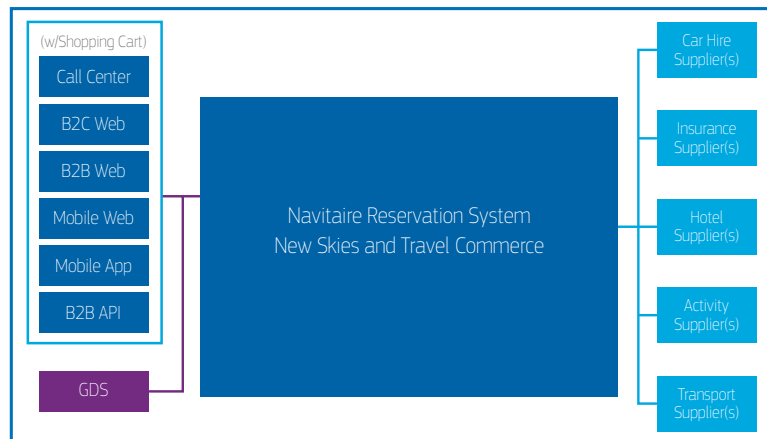 (w/Shopping Cart)
Call Center
B2C Web
B2B Web
Mobile Web
Mobile App
B2B API
GDS
Navitaire Reservation System
New Skies and Travel Commerce
Car Hire
Supplier(s)
Insurance
Supplier(s)
Hotel
Supplier(s)
Activity
Supplier(s)
Transport
Supplier(s)